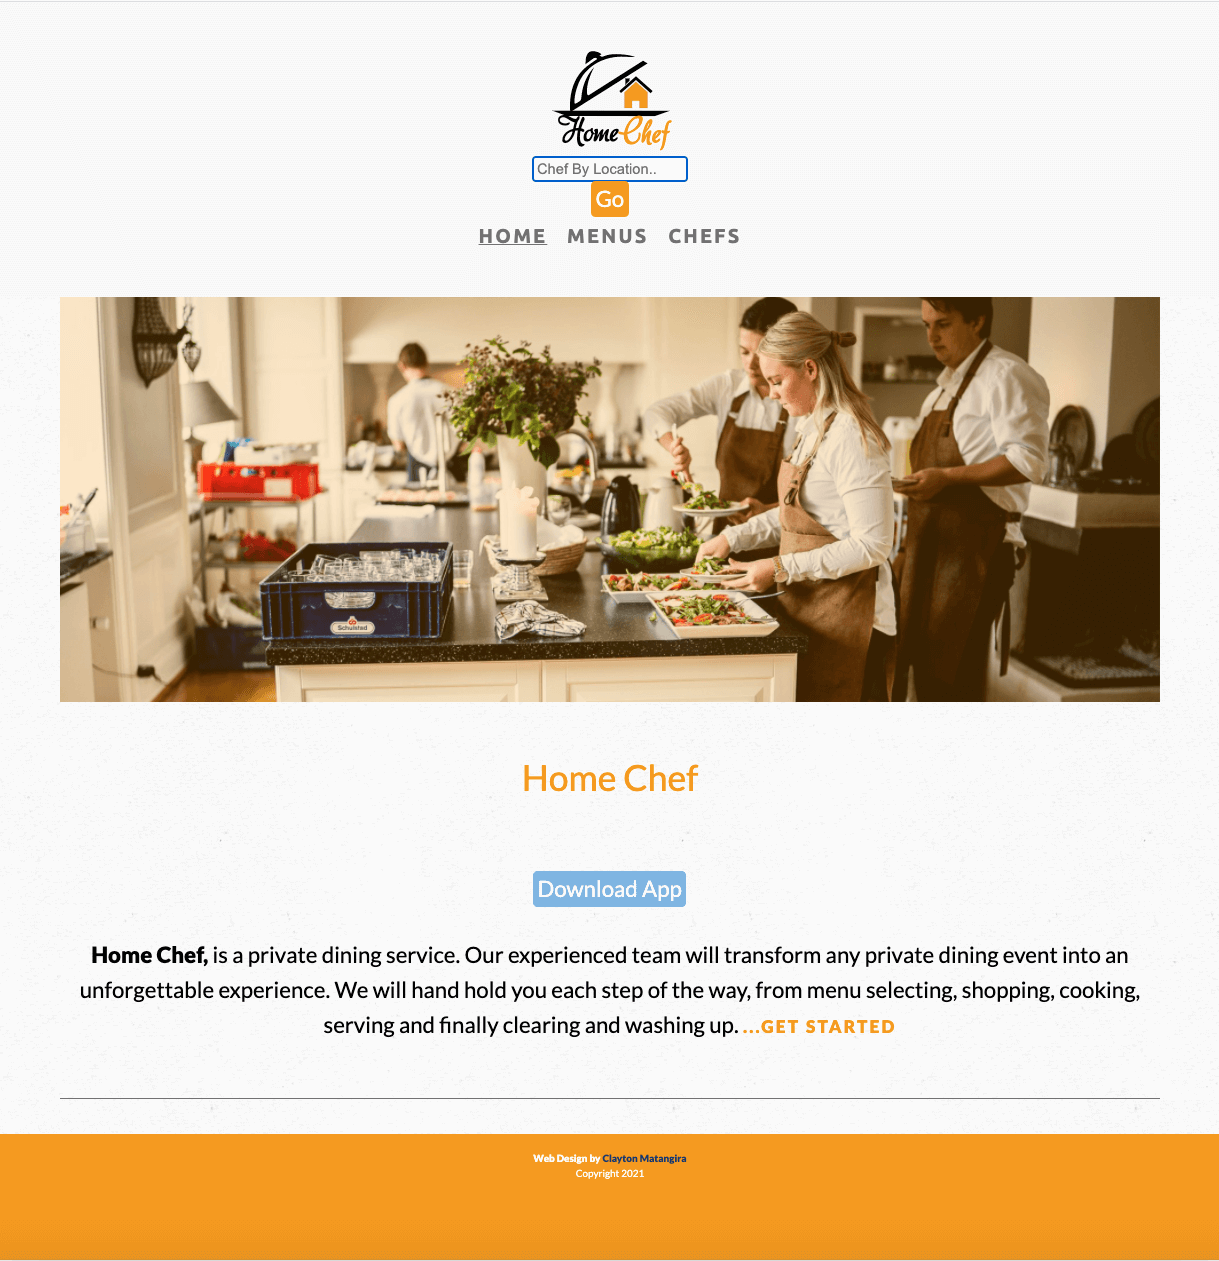 Home Chef
Chef By Location..
Go
HOME MENUS CHEFS
Schulstad
Home Chef
Download App
Home Chef, is a private dining service. Our experienced team will transform any private dining event into an
unforgettable experience. We will hand hold you each step of the way, from menu selecting, shopping, cooking,
serving and finally clearing and washing up. ...GET STARTED
Web Design by Clayton Matangira
Copyright 2021